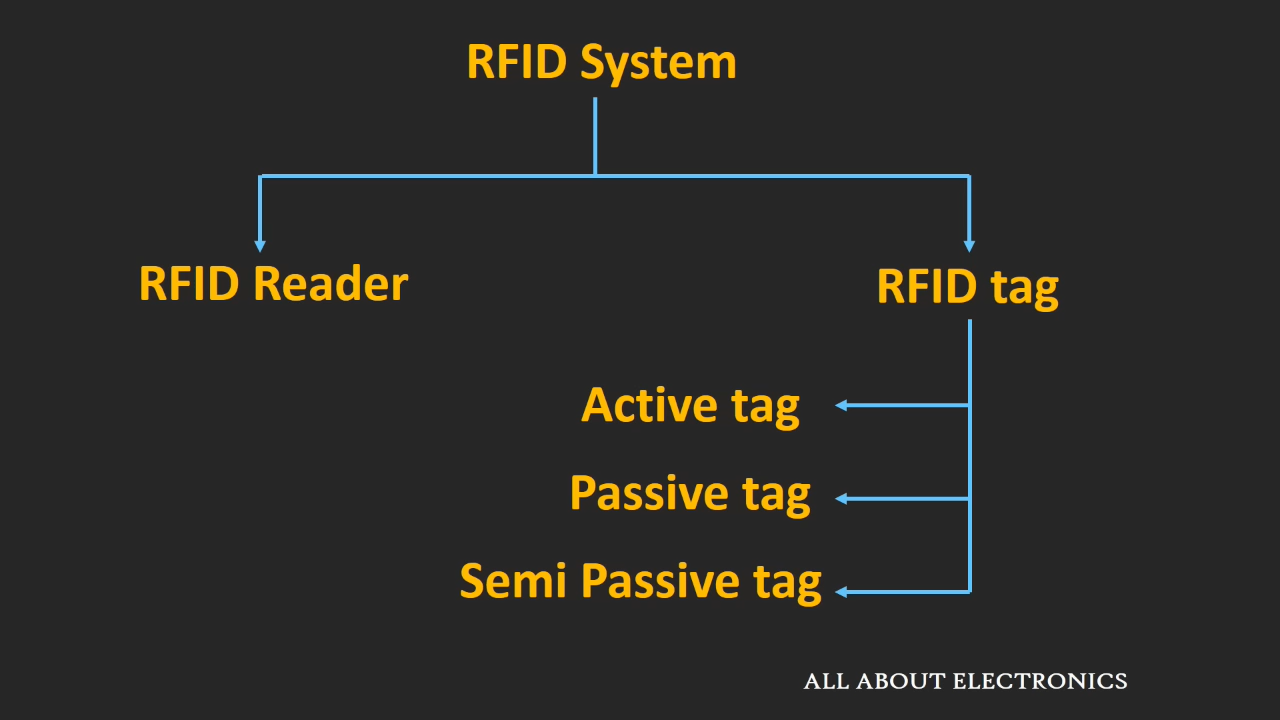 RFID System
RFID Reader
RFID tag
Active tag
Passive tag
Semi Passive tag
ALL ABOUT ELECTRONICS